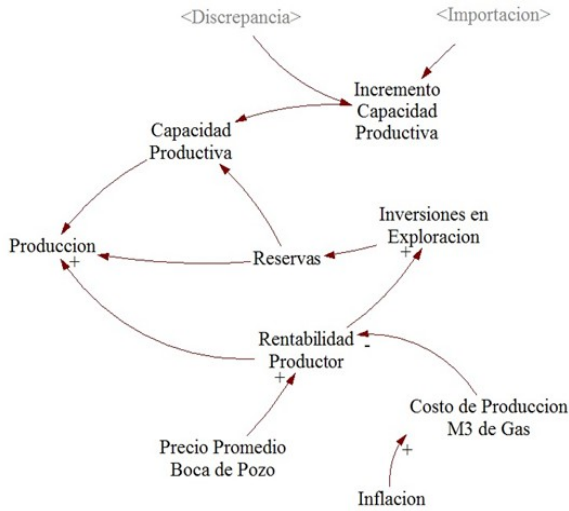 <Discrepancia>
<Importacion>
Incremento
Capacidad
Productiva
Capacidad
Productiva
Inversiones en
Exploracion
+
Produccion
+
Reservas
Rentabilidad
Productor
-
+
Costo de Produccion
M3 de Gas
+
Precio Promedio
Boca de Pozo
Inflacion